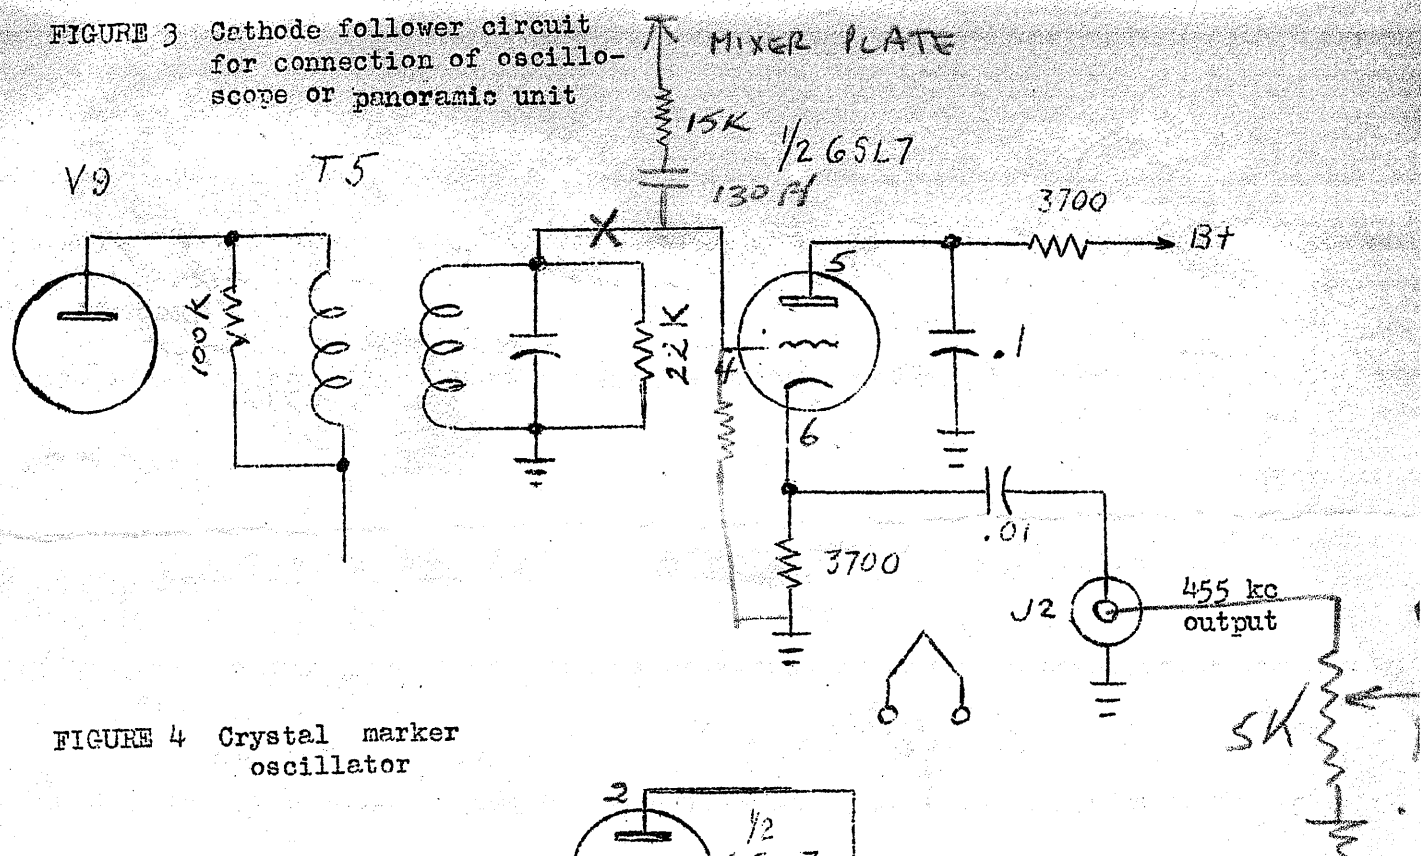 FIGURE 3 Cathode follower circuit
for connection of oscillo-
scope or panoramic unit
MIXER PLATE
15K
1/2 6SL7
130
V9
T5
3700
B+
X
5
100K
22K
4
.1
6
.01
3700
J2
455 kc
output
5K
FIGURE 4 Crystal marker
oscillator
2
1/2